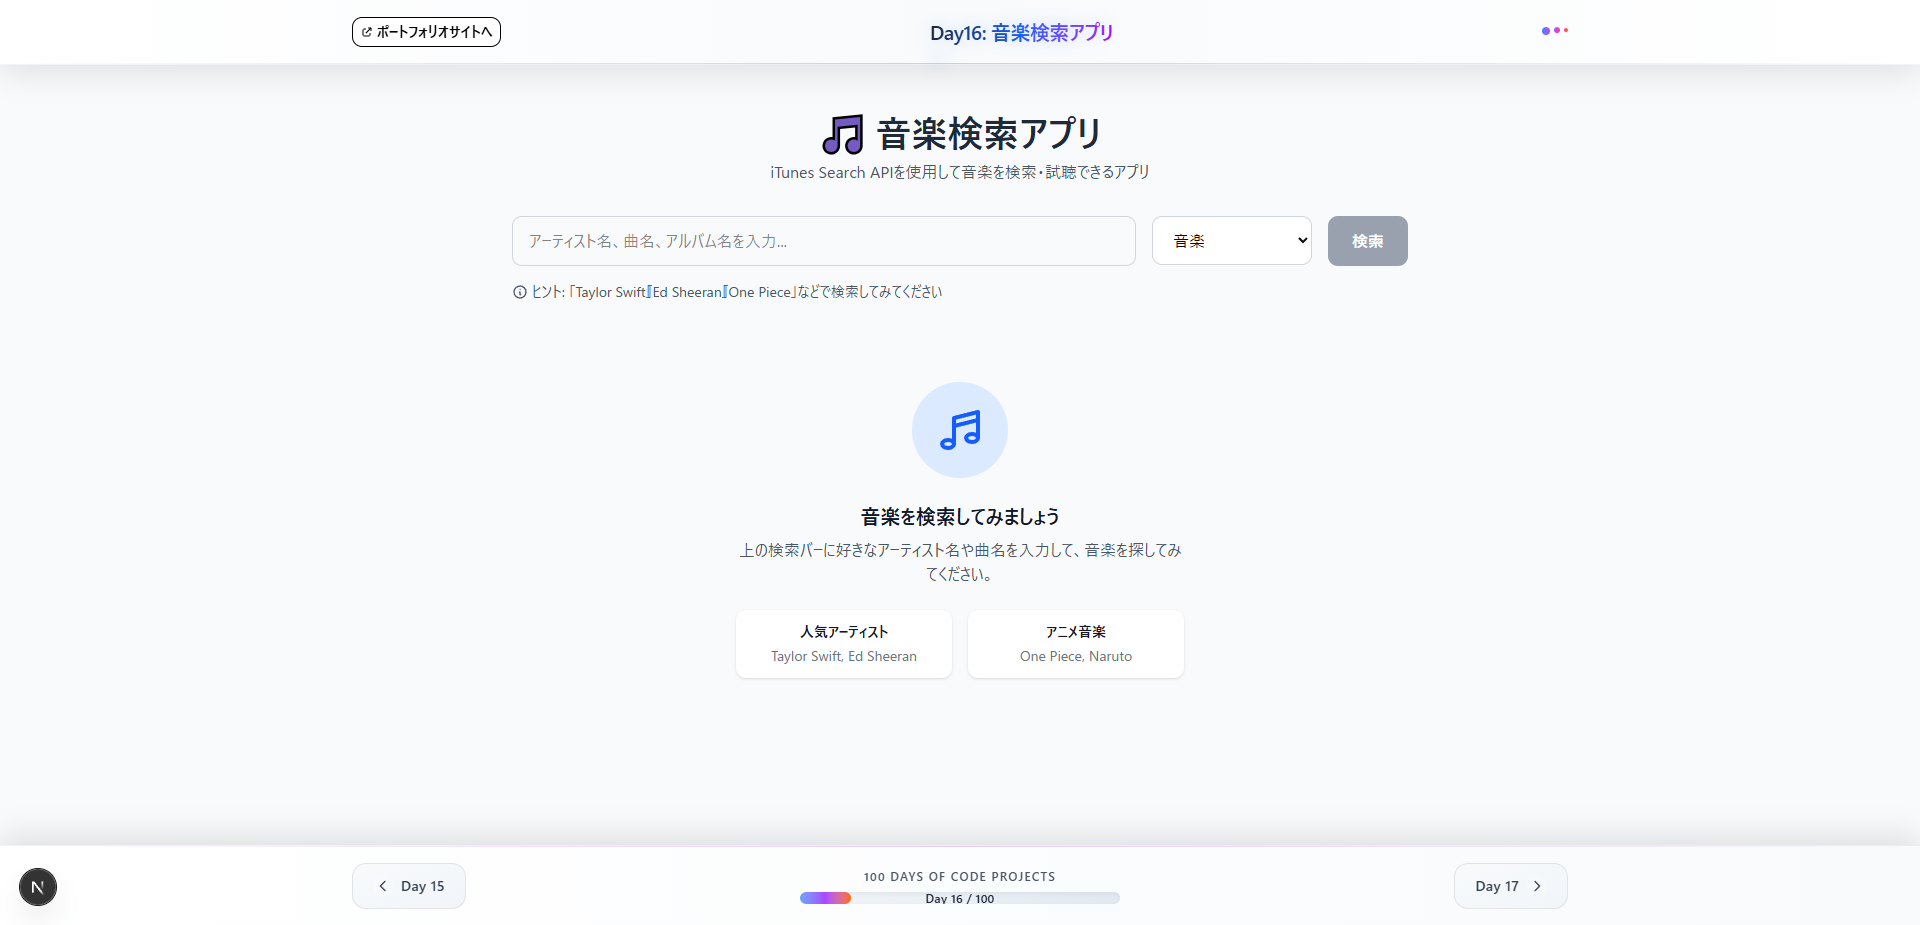 ポートフォリオサイトへ
Day16: 音楽検索アプリ
音楽検索アプリ
iTunes Search APIを使用して音楽を検索・試聴できるアプリ
アーティスト名、曲名、アルバム名を入力...
音楽
検索
ヒント: 「Taylor Swift」「Ed Sheeran」「One Piece」などで検索してみてください
音楽を検索してみましょう
上の検索バーに好きなアーティスト名や曲名を入力して、音楽を探してみ
てください。
人気アーティスト
Taylor Swift, Ed Sheeran
アニメ音楽
One Piece, Naruto
N
Day 15
100 DAYS OF CODE PROJECTS
Day 16 / 100
Day 17